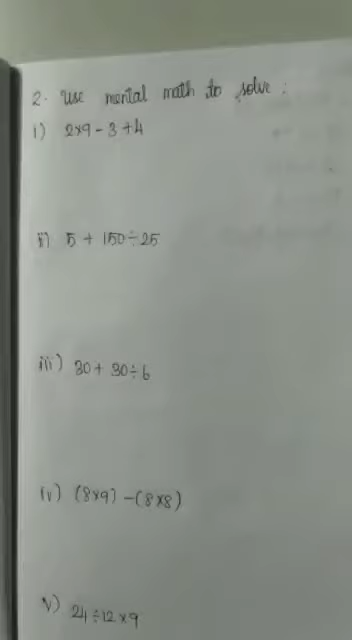 2. Use mental math to solve :
i) 2×9-3+4
ii) 5 + 150÷25
iii) 30 + 30÷6
iv) (8×9) -(8×8)
v) 24÷12×9